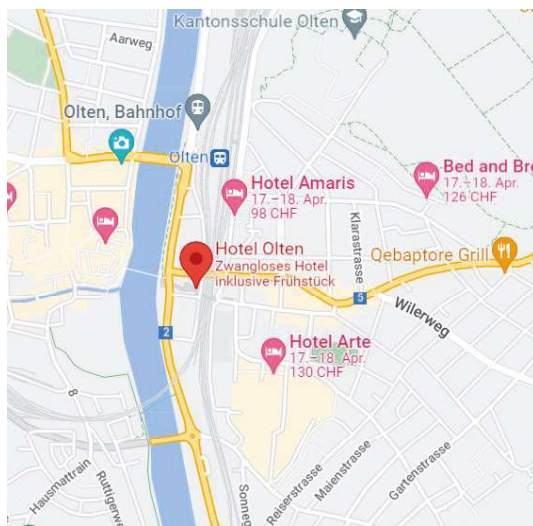 Kantonsschule Olten
Aarweg
Olten, Bahnhof
Olten
Hotel Amaris
17.–18. Apr.
98 CHF
Bed and Bre
17.–18. Apr.
126 CHF
Klarastrasse
Hotel Olten
Zwangloses Hotel
inklusive Frühstück
Qebaptore Grill
5
Wilerweg
2
Hotel Arte
17.–18. Apr.
130 CHF
8
Hausmattrain
Ruttigerweg
Sonneg
Reiserstrasse
Maienstrasse
Gartenstrasse